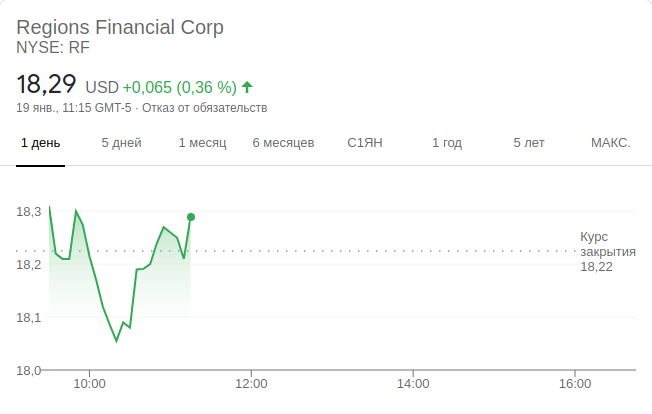 Regions Financial Corp
NYSE: RF
18,29 USD +0,065 (0,36 %)
19 янв., 11:15 GMT-5 · Отказ от обязательств
1 день 5 дней 1 месяц 6 месяцев С1ЯН 1 год 5 лет МАКС.
18,3
Курс
закрытия
18,22
18,2
18,1
18,0
10:00 12:00 14:00 16:00